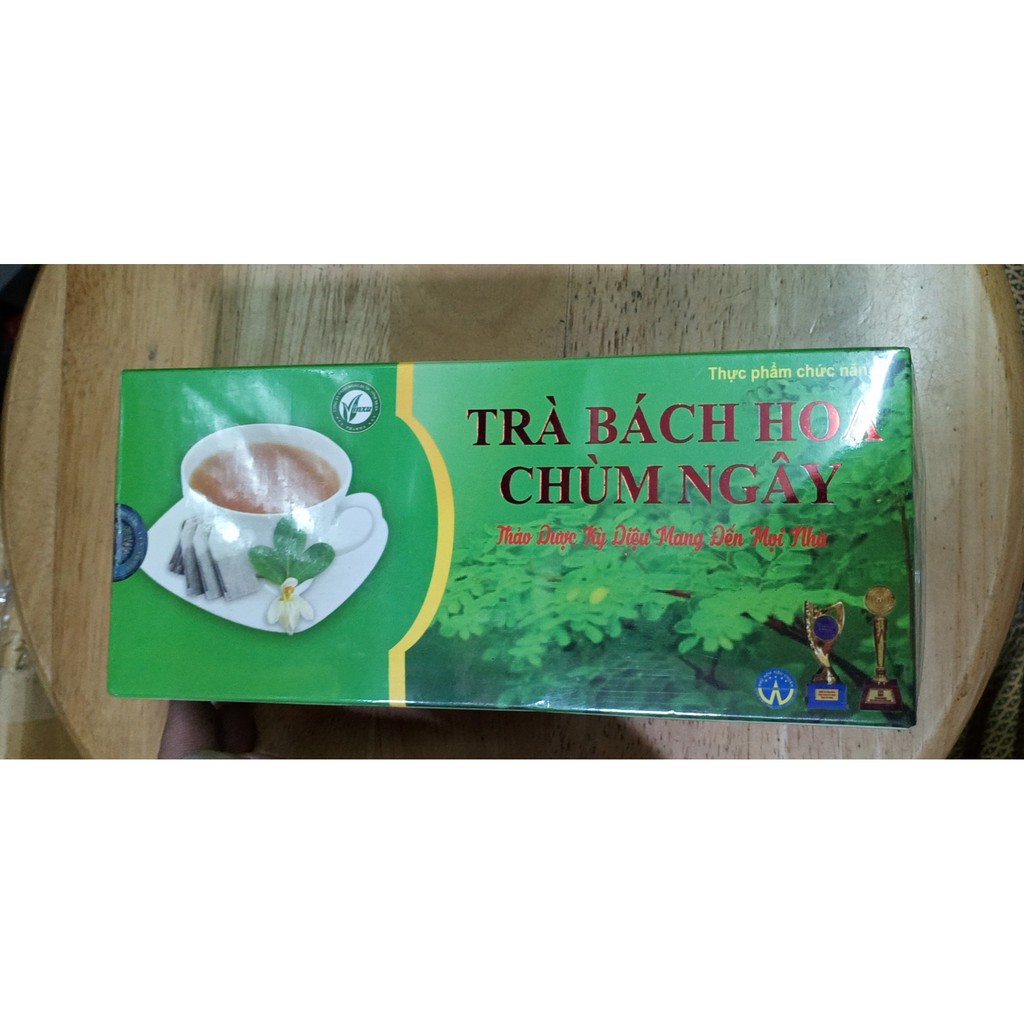 Thực phẩm chức năng
TRÀ BÁCH HOA
CHÙM NGÂY
Thảo Dược Kỳ Diệu Mang Đến Mọi Nhà